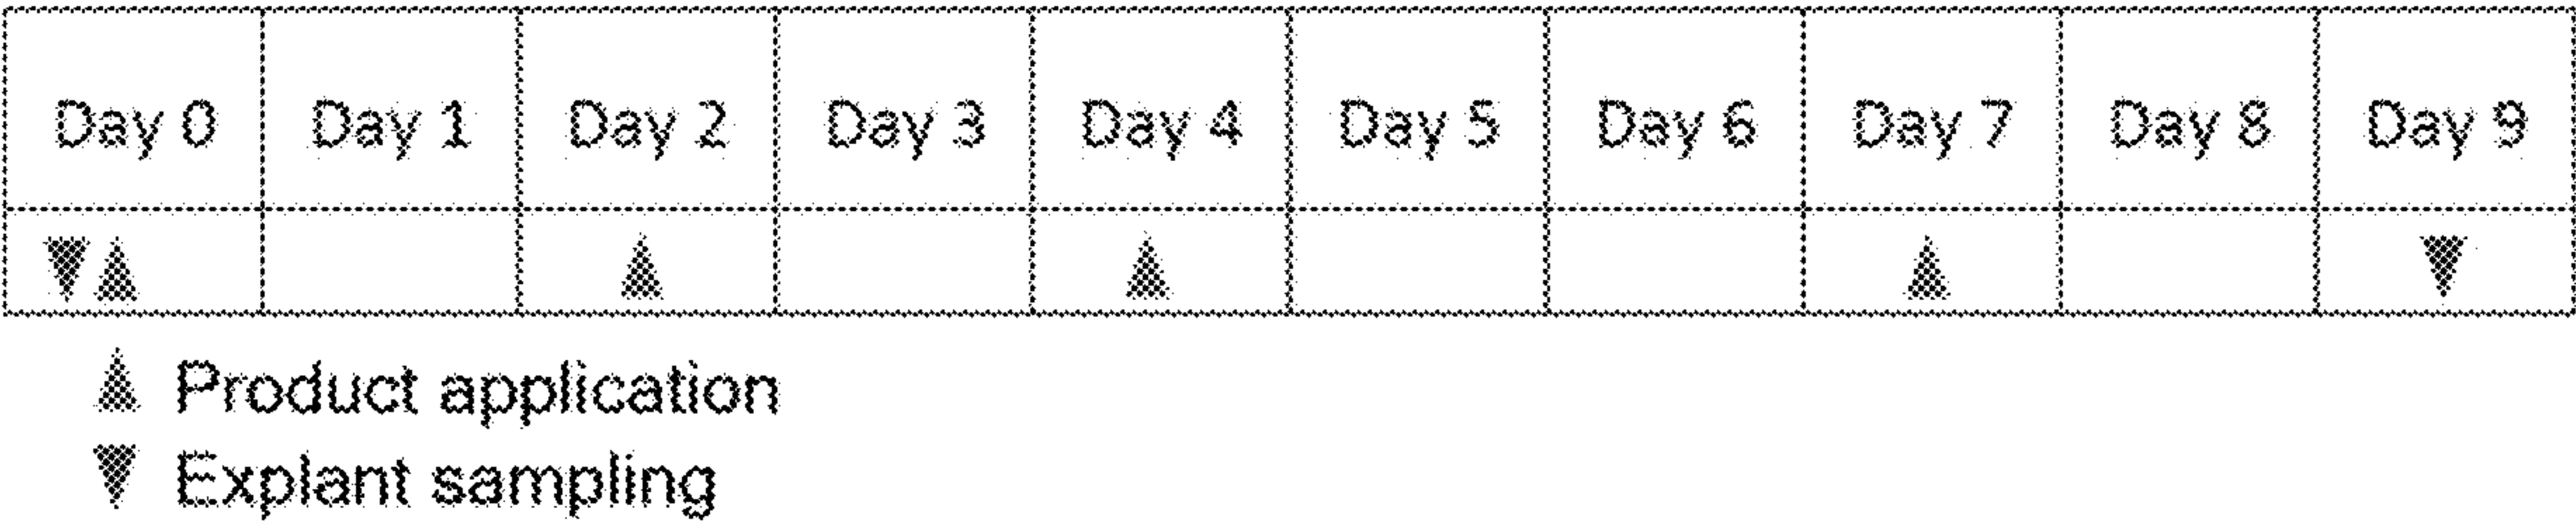 Day 0 Day 1 Day 2 Day 3 Day 4 Day 5 Day 6 Day 7 Day 8 Day 9
Product application
Explant sampling